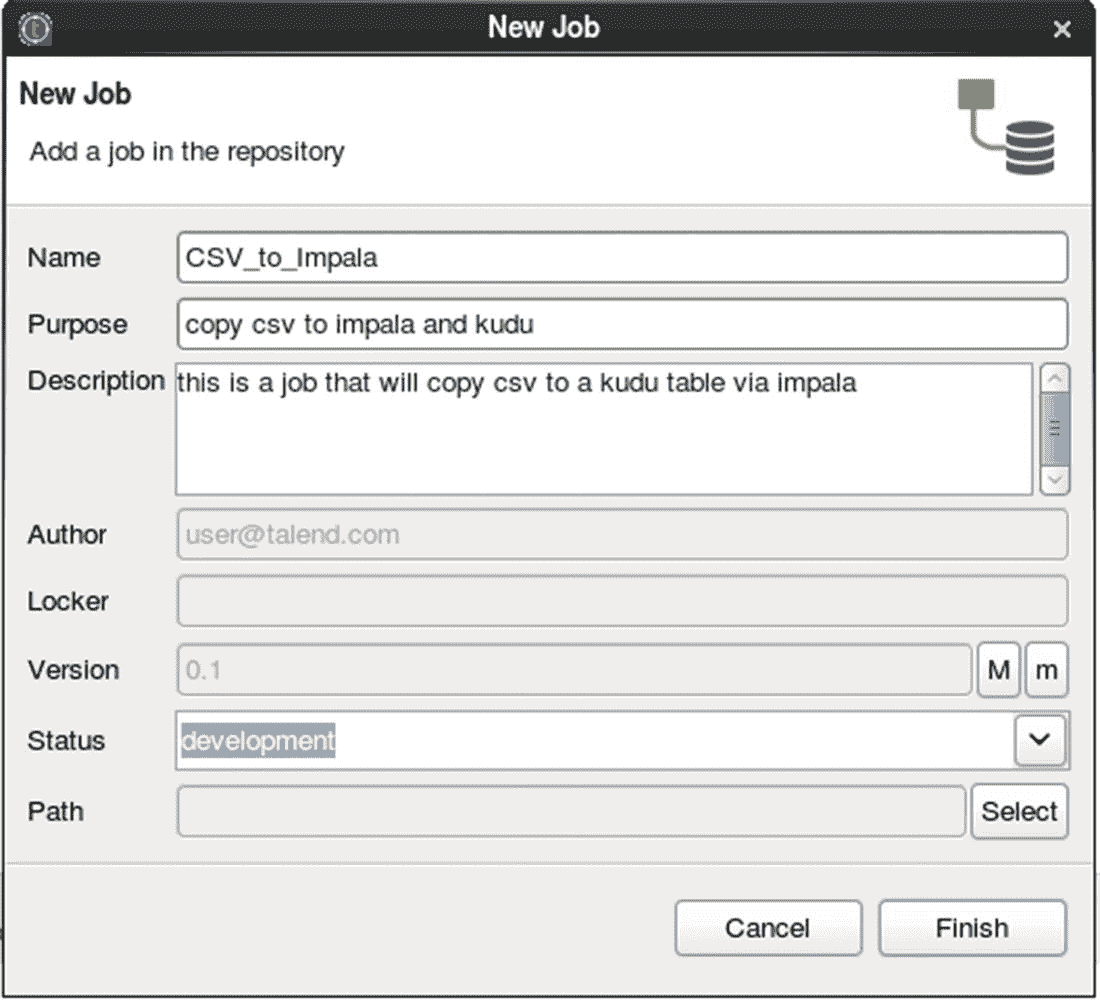 New Job
New Job
Add a job in the repository
Name CSV_to_Impala
Purpose copy csv to impala and kudu
Description this is a job that will copy csv to a kudu table via impala
Author user@talend.com
Locker
Version 0.1 M m
Status development
Path Select
Cancel Finish